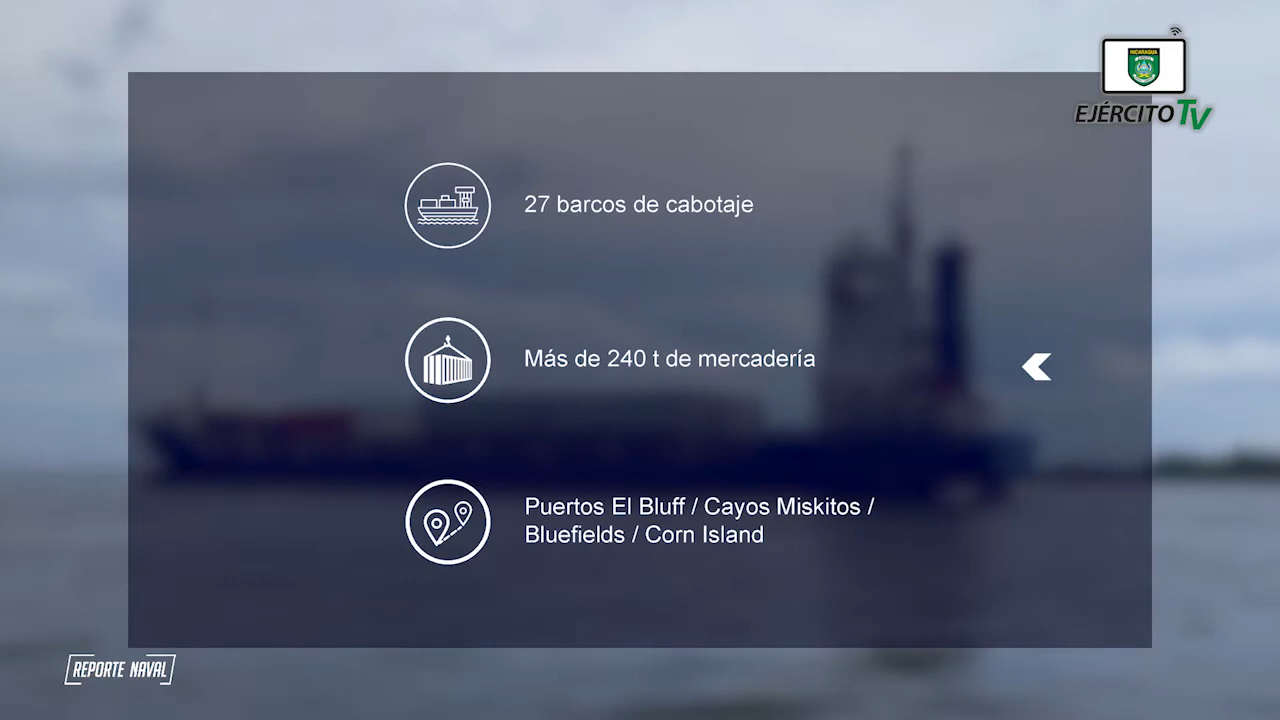 NICARAGUA
EJÉRCITO TV
27 barcos de cabotaje
Más de 240 t de mercadería
Puertos El Bluff / Cayos Miskitos /
Bluefields / Corn Island
REPORTE NAVAL